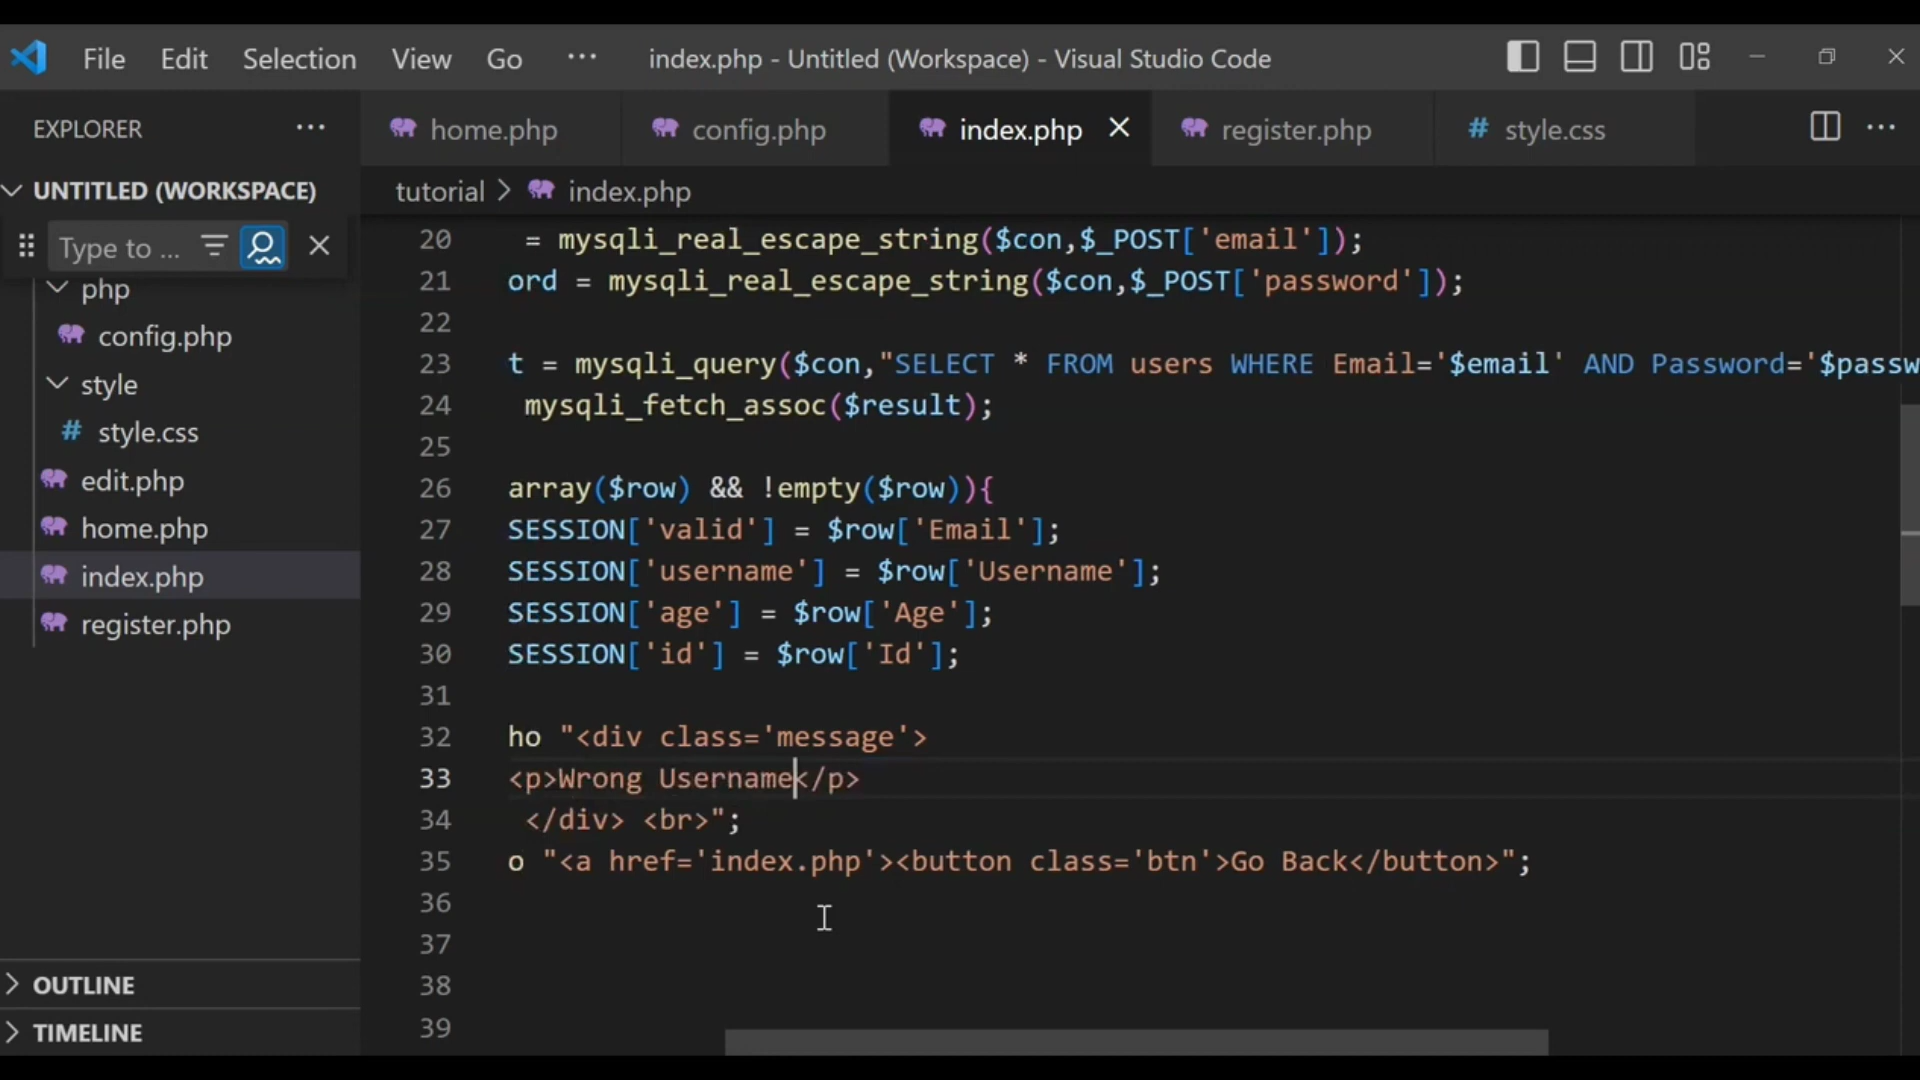 File Edit Selection View Go ··· index.php - Untitled (Workspace) - Visual Studio Code
EXPLORER ···
home.php config.php index.php register.php # style.css ···
UNTITLED (WORKSPACE)
tutorial > index.php
Type to ...
php
config.php
style
# style.css
edit.php
home.php
index.php
register.php
OUTLINE
TIMELINE
20 = mysqli_real_escape_string($con,$_POST['email']);
21 ord = mysqli_real_escape_string($con,$_POST['password']);
22
23 t = mysqli_query($con,"SELECT * FROM users WHERE Email='$email' AND Password='$passw
24 mysqli_fetch_assoc($result);
25
26 array($row) && !empty($row)){
27 SESSION['valid'] = $row['Email'];
28 SESSION['username'] = $row['Username'];
29 SESSION['age'] = $row['Age'];
30 SESSION['id'] = $row['Id'];
31
32 ho "<div class='message'>
33 <p>Wrong Username</p>
34 </div> <br>";
35 o "<a href='index.php'><button class='btn'>Go Back</button>";
36
37
38
39